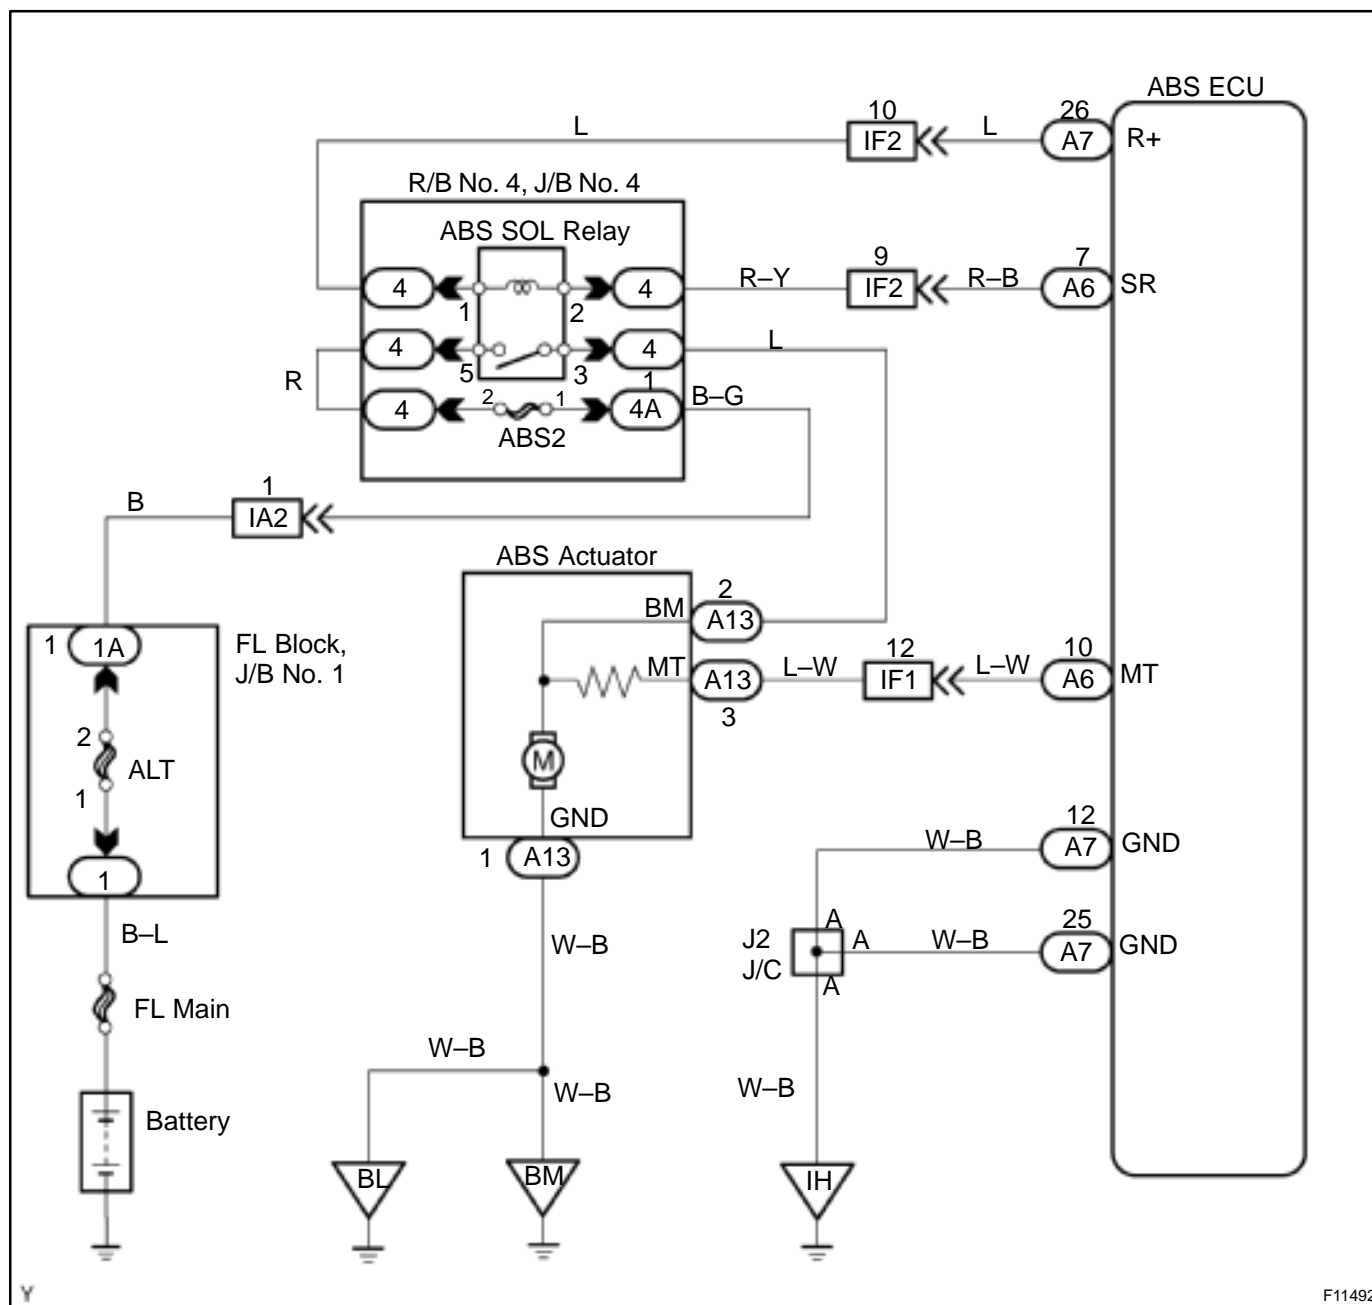 ABS ECU
10
26
L
IF2
L
A7
R+
R/B No. 4, J/B No. 4
ABS SOL Relay
9
7
4
4
R–Y
IF2
R–B
A6
SR
1
2
4
4
L
5
3
1
R
4
2
1
4A
B–G
ABS2
1
B
IA2
ABS Actuator
2
BM
A13
1
1A
FL Block,
J/B No. 1
12
10
MT
A13
L–W
IF1
L–W
A6
MT
3
2
ALT
M
1
GND
12
W–B
A7
GND
1
A13
1
25
A
B–L
J2
A
W–B
A7
GND
W–B
J/C
A
FL Main
W–B
W–B
W–B
Battery
BL
BM
IH
Y
F11492